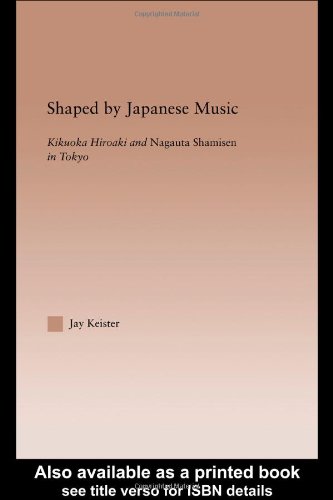 Shaped by Japanese Music
Kikuoka Hiroaki and Nagauta Shamisen
in Tokyo
Jay Keister
Also available as a printed book
see title verso for ISBN details